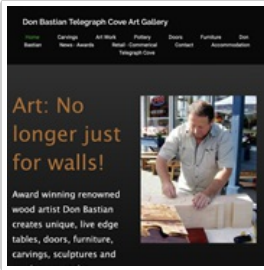 Don Bastian Telegraph Cove Art Gallery
Home Carvings Art Work Pottery Doors Furniture Don
Bastian News - Awards Retail - Commerical Contact Accommodation
Telegraph Cove
Art: No
longer just
for walls!
Award winning renowned
wood artist Don Bastian
creates unique, live edge
tables, doors, furniture,
carvings, sculptures and